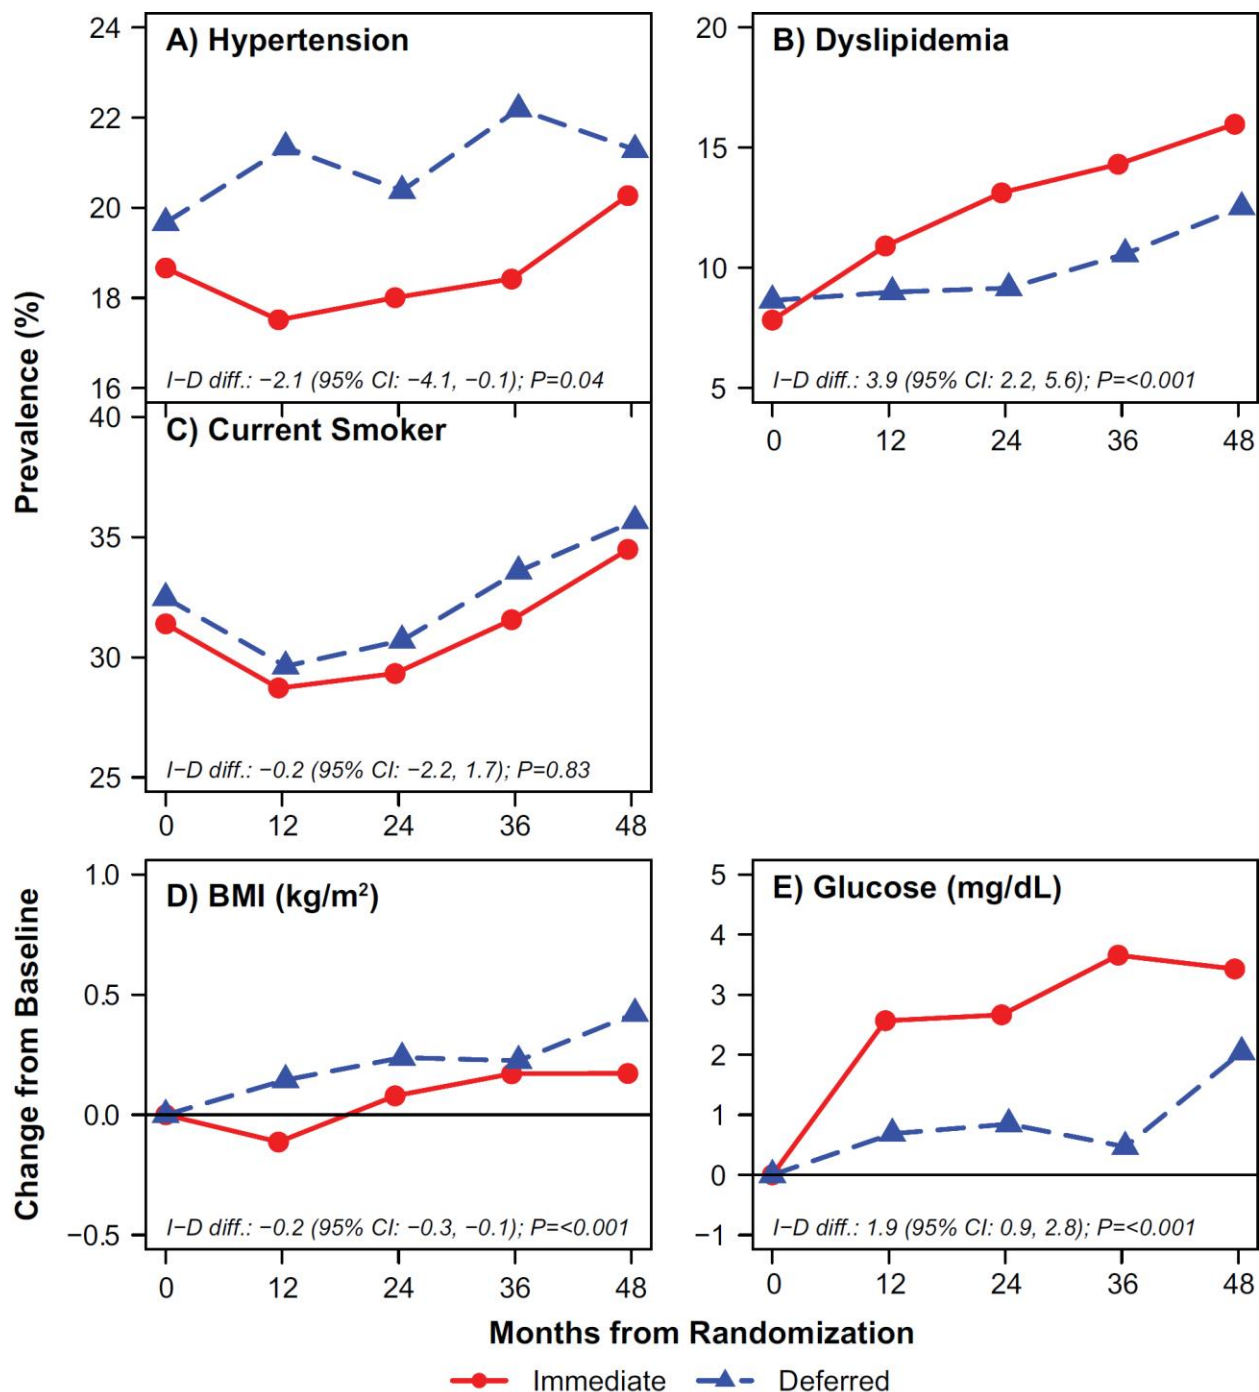 Prevalence (%)
A) Hypertension
24
22
20
18
16
I−D diff.: −2.1 (95% CI: −4.1, −0.1); P=0.04
B) Dyslipidemia
20
15
10
5
I−D diff.: 3.9 (95% CI: 2.2, 5.6); P=<0.001
0 12 24 36 48
C) Current Smoker
40
35
30
25
I−D diff.: −0.2 (95% CI: −2.2, 1.7); P=0.83
0 12 24 36 48
Change from Baseline
D) BMI (kg/m²)
1.0
0.5
0.0
−0.5
I−D diff.: −0.2 (95% CI: −0.3, −0.1); P=<0.001
0 12 24 36 48
E) Glucose (mg/dL)
5
4
3
2
1
0
−1
I−D diff.: 1.9 (95% CI: 0.9, 2.8); P=<0.001
0 12 24 36 48
Months from Randomization
Immediate Deferred